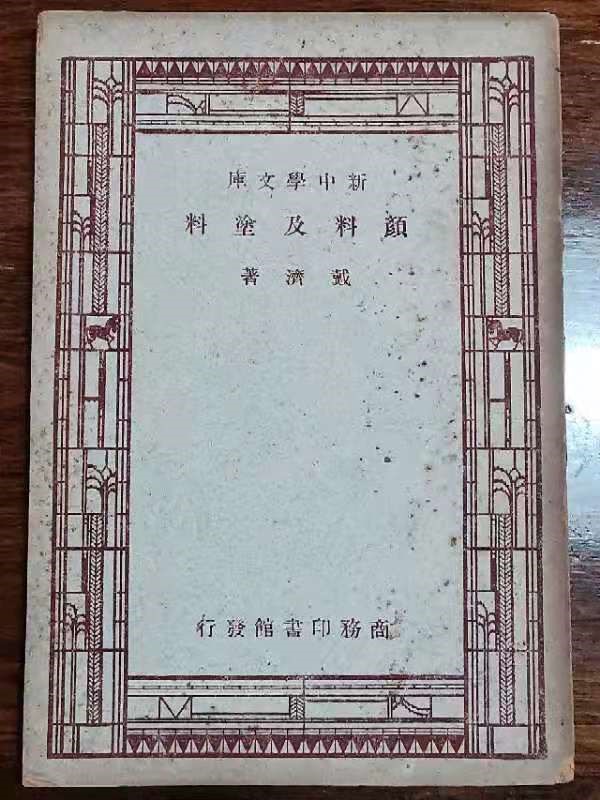 新中學文庫
顏料及塗料
戴濟著
商務印書館發行